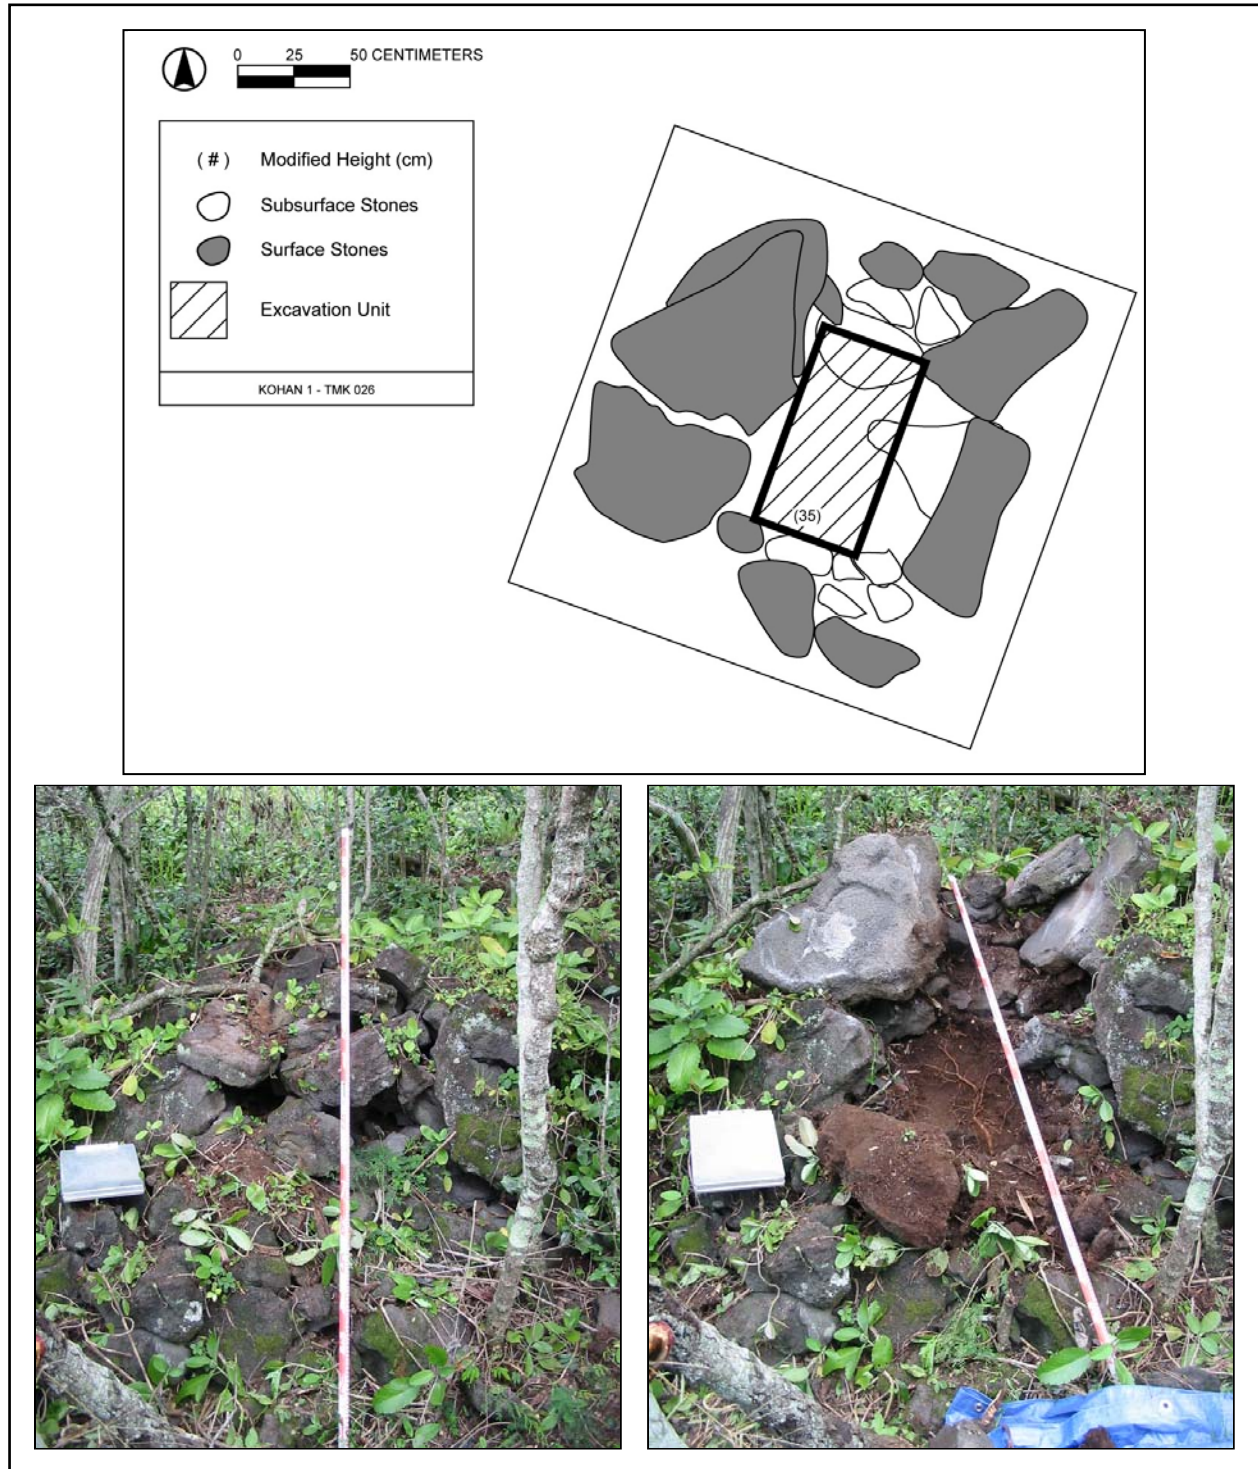 0 25 50 CENTIMETERS
( # ) Modified Height (cm)
Subsurface Stones
Surface Stones
Excavation Unit
KOHAN 1 - TMK 026
(35)